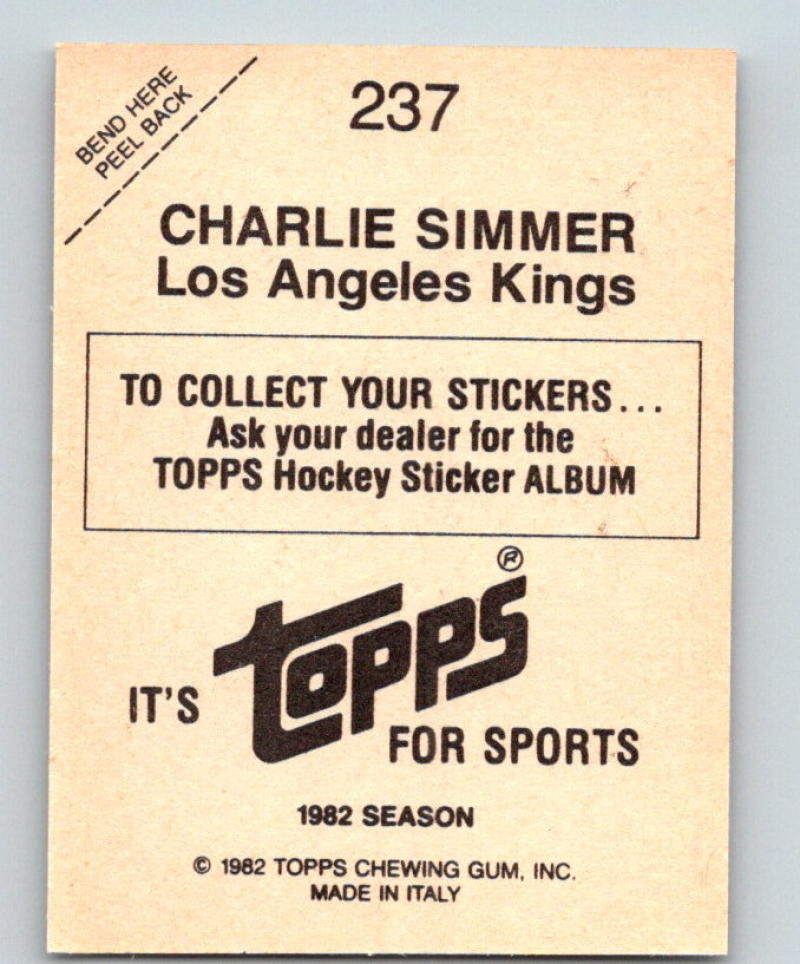 BEND HERE
PEEL BACK
237
CHARLIE SIMMER
Los Angeles Kings
TO COLLECT YOUR STICKERS...
Ask your dealer for the
TOPPS Hockey Sticker ALBUM
IT'S topps®
FOR SPORTS
1982 SEASON
© 1982 TOPPS CHEWING GUM, INC.
MADE IN ITALY